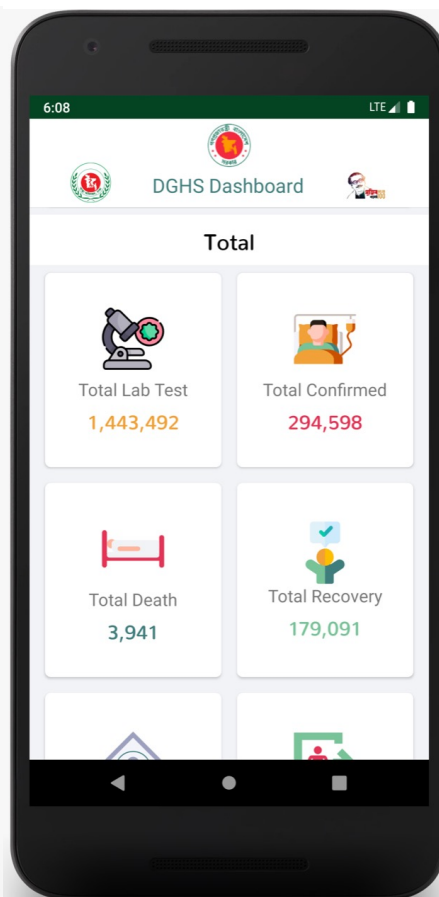 6:08 LTE
DGHS Dashboard
Total
Total Lab Test
1,443,492
Total Confirmed
294,598
Total Death
3,941
Total Recovery
179,091